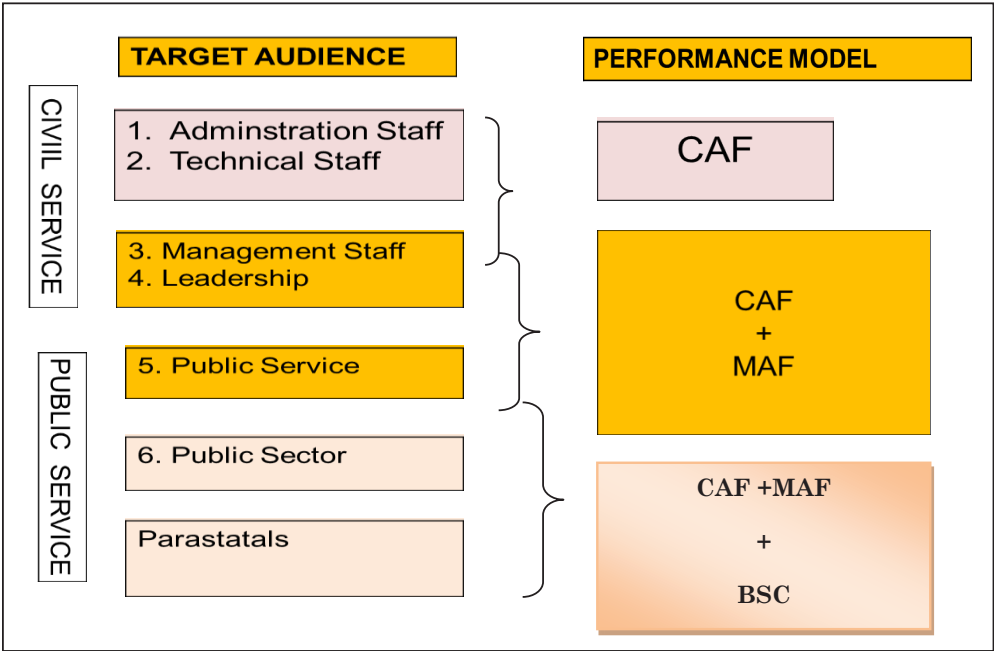 TARGET AUDIENCE
PERFORMANCE MODEL
CIVIIL SERVICE
1. Adminstration Staff
2. Technical Staff
CAF
3. Management Staff
4. Leadership
CAF
+
MAF
PUBLIC SERVICE
5. Public Service
6. Public Sector
Parastatals
CAF +MAF
+
BSC